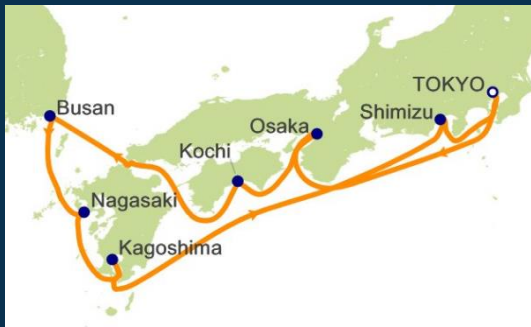 TOKYO
Busan
Shimizu
Osaka
Kochi
Nagasaki
Kagoshima